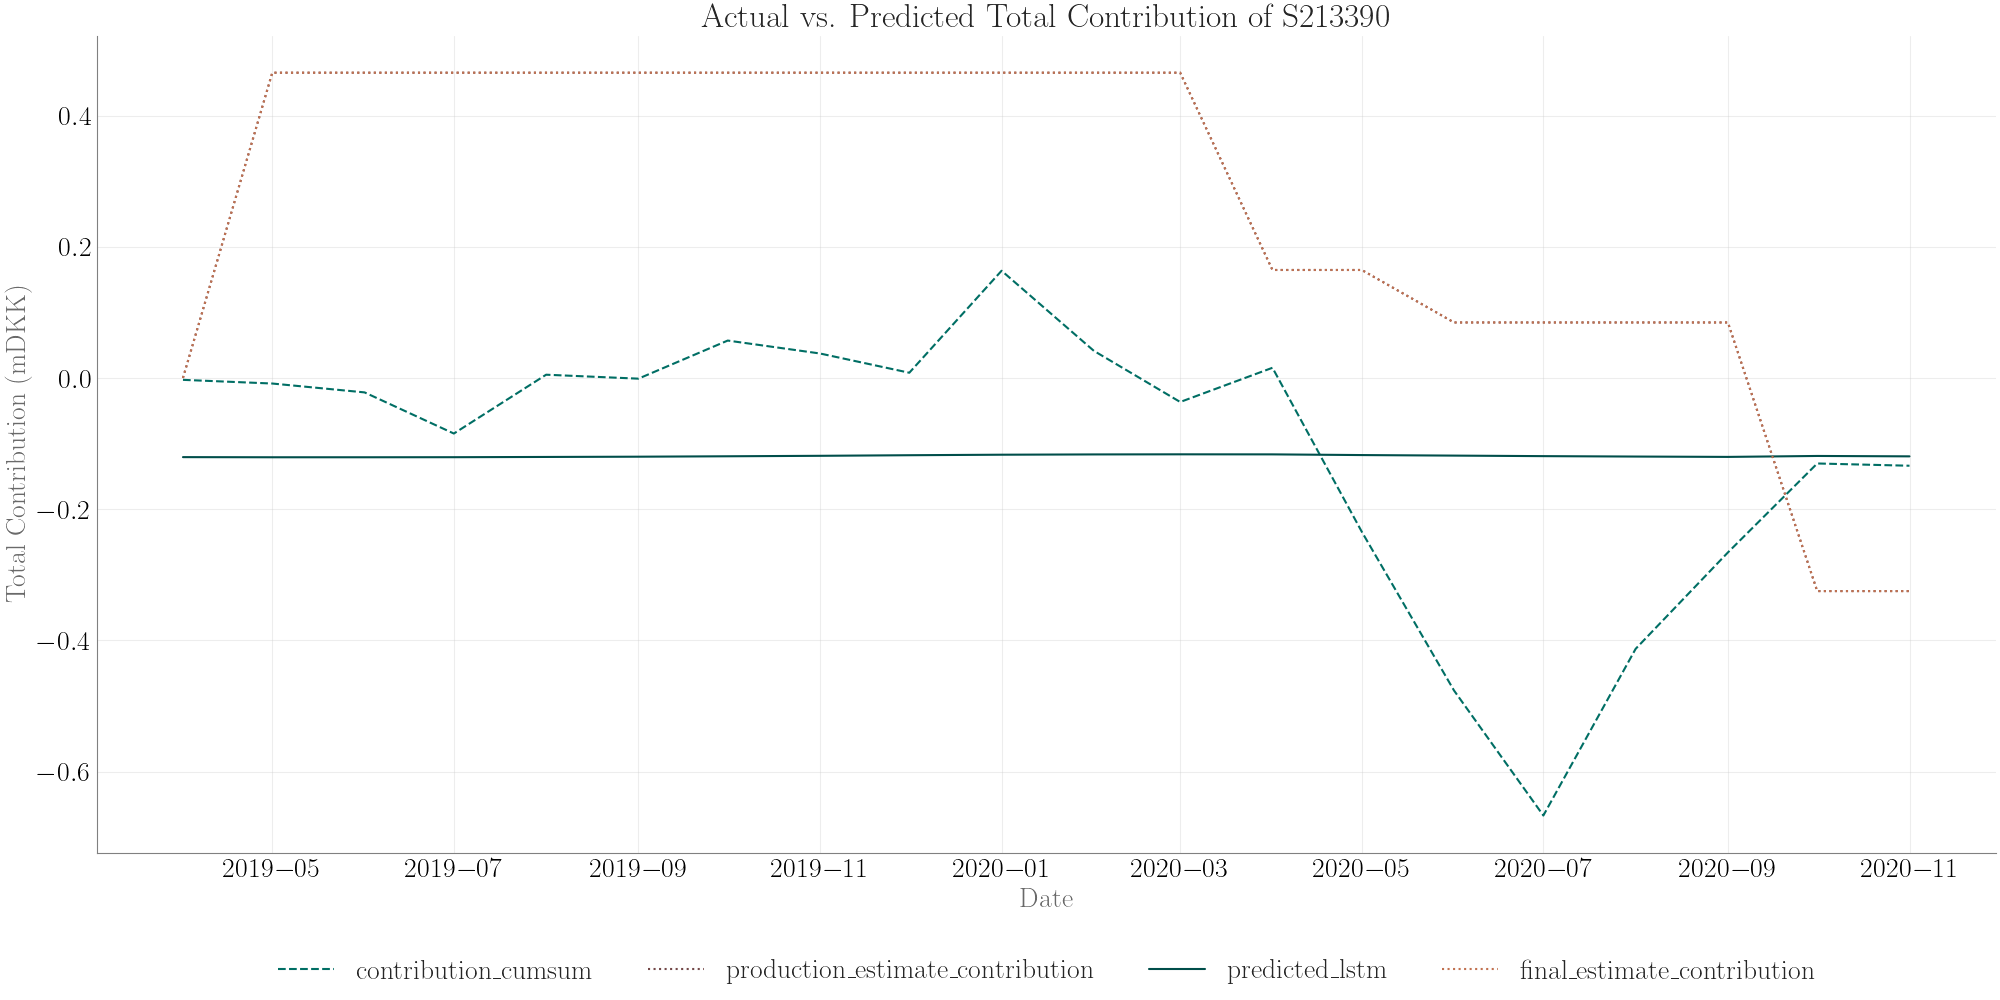 Actual vs. Predicted Total Contribution of S213390
Total Contribution (mDKK)
0.4
0.2
0.0
−0.2
−0.4
−0.6
2019−05 2019−07 2019−09 2019−11 2020−01 2020−03 2020−05 2020−07 2020−09 2020−11
Date
contribution_cumsum production_estimate_contribution predicted_lstm final_estimate_contribution